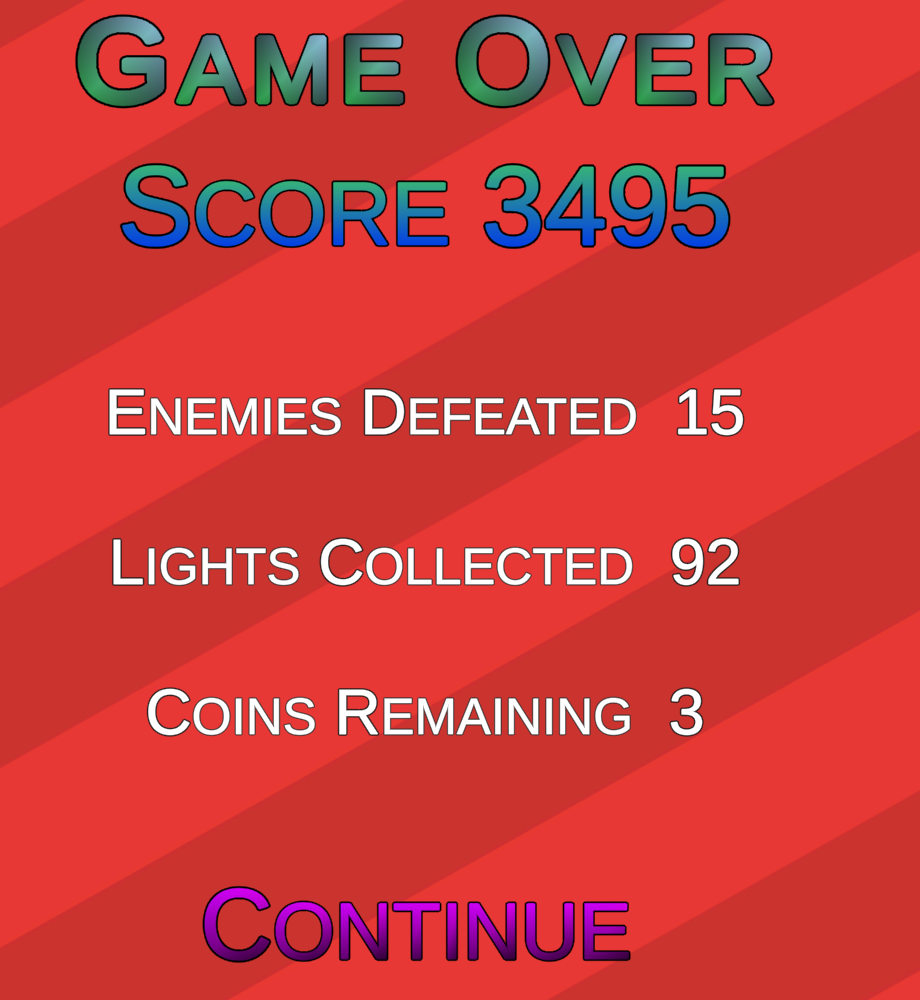 Game Over
Score 3495
Enemies Defeated 15
Lights Collected 92
Coins Remaining 3
Continue